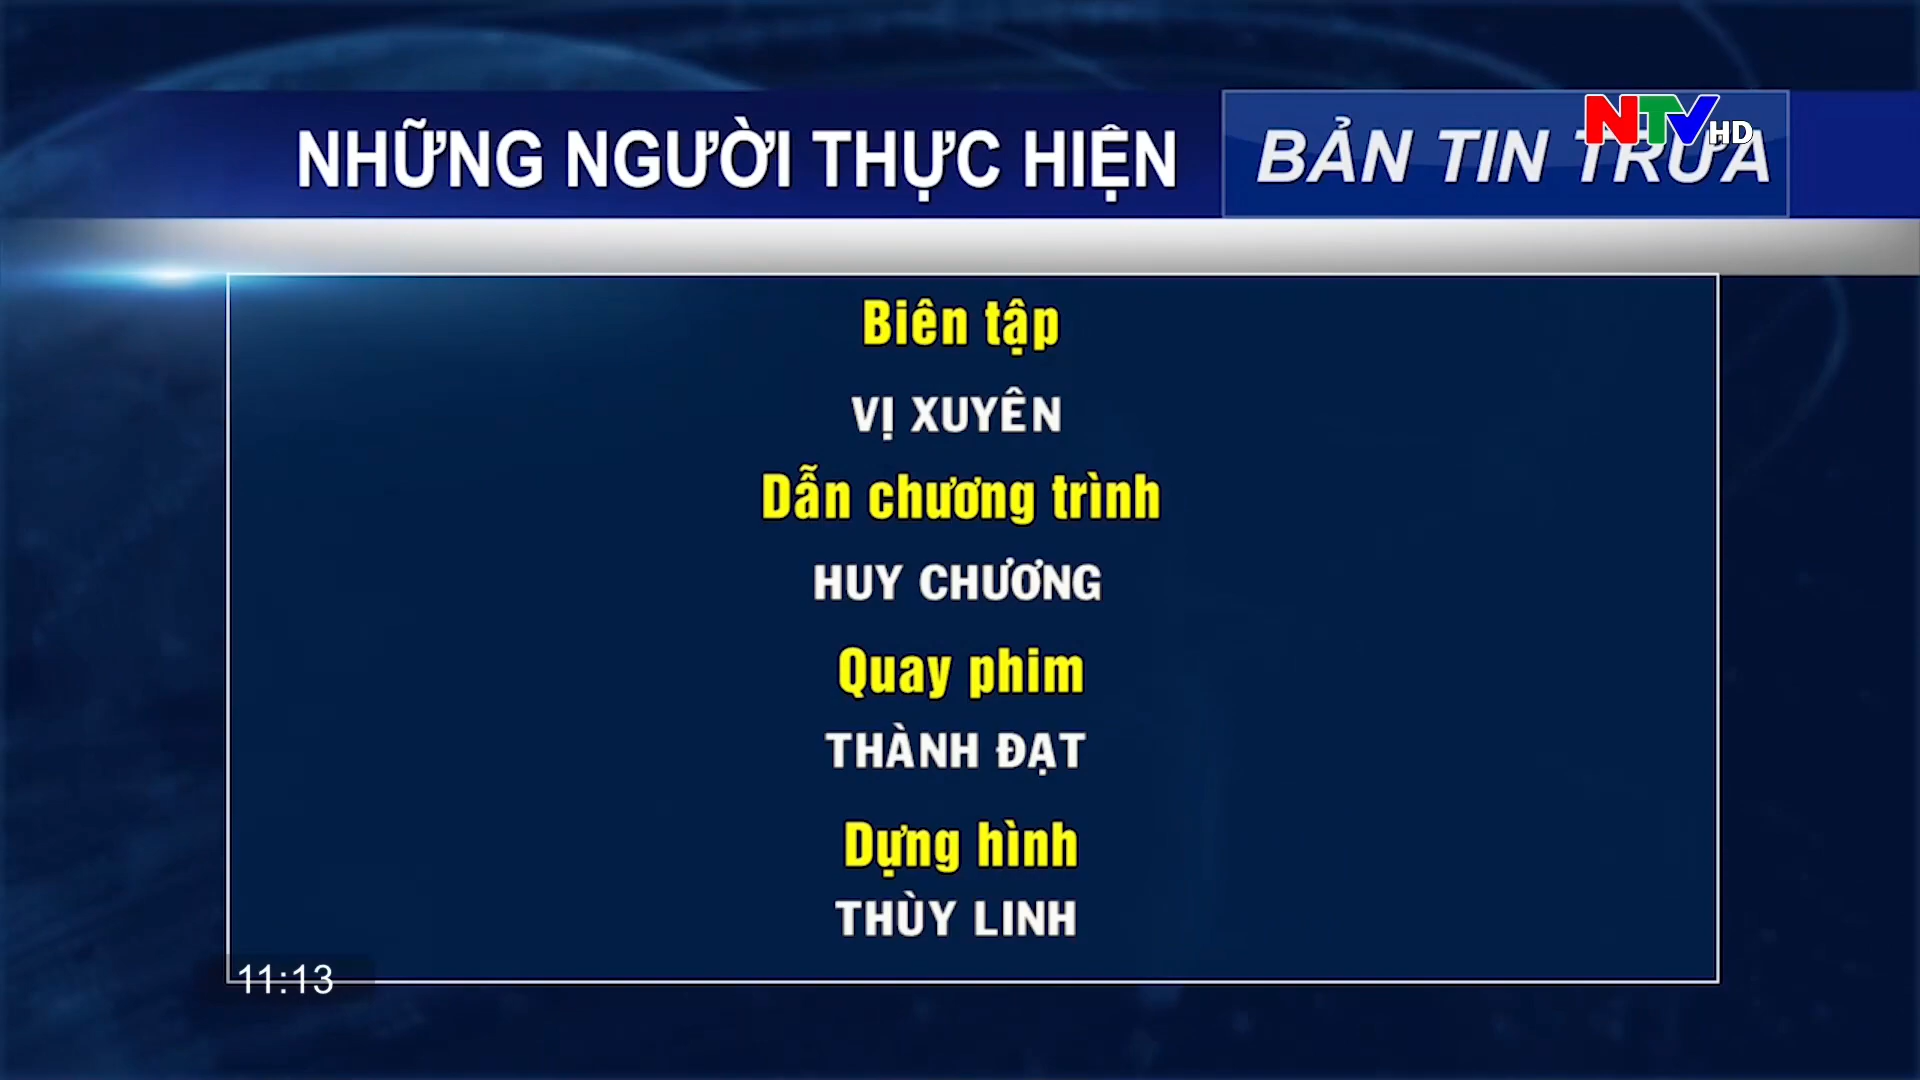 NHỮNG NGƯỜI THỰC HIỆN
BẢN TIN TRƯA
NTV HD
Biên tập
VỊ XUYÊN
Dẫn chương trình
HUY CHƯƠNG
Quay phim
THÀNH ĐẠT
Dựng hình
THÙY LINH
11:13